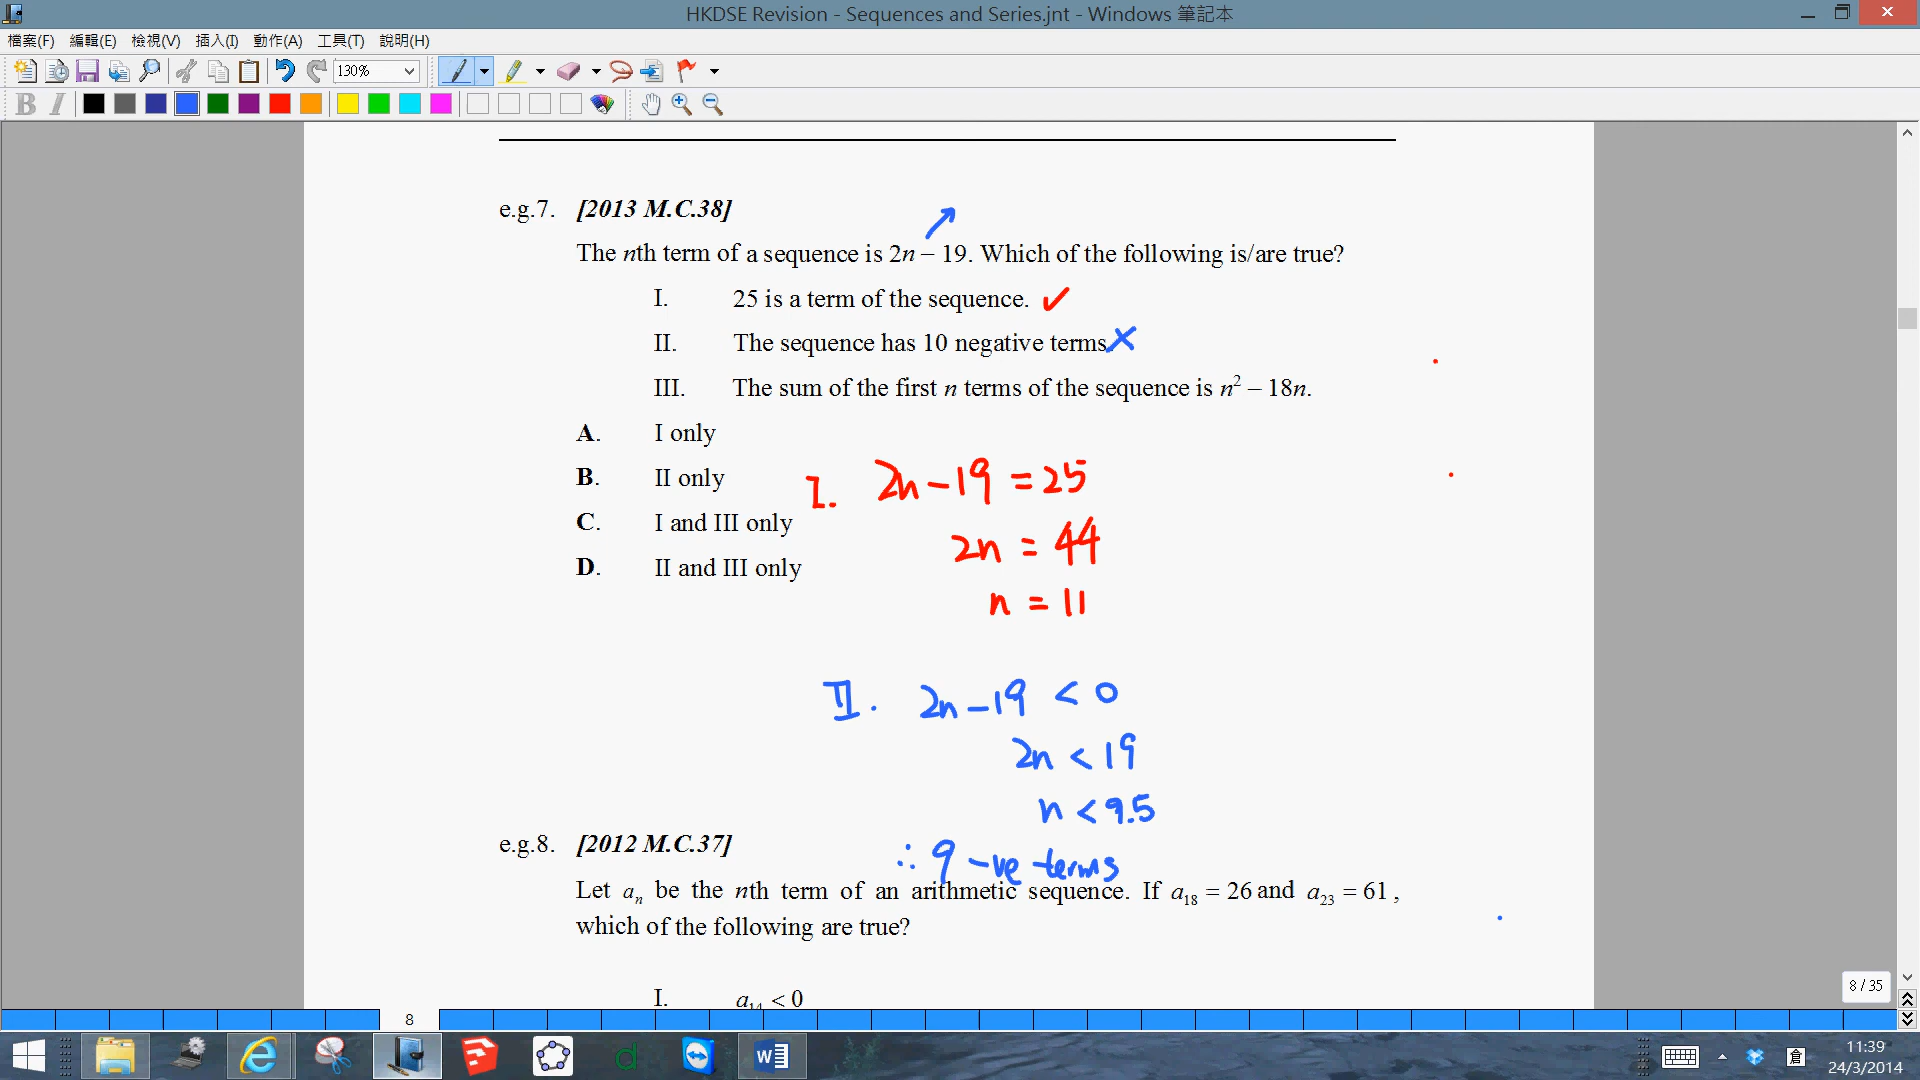 HKDSE Revision - Sequences and Series.jnt - Windows 筆記本
檔案(F) 編輯(E) 檢視(V) 插入(I) 動作(A) 工具(T) 說明(H)
130%
B I
e.g.7. [2013 M.C.38]
The nth term of a sequence is 2n – 19. Which of the following is/are true?
I. 25 is a term of the sequence. ✓
II. The sequence has 10 negative terms ✗
III. The sum of the first n terms of the sequence is n² – 18n.
A. I only
B. II only
C. I and III only
D. II and III only
I. 2n – 19 = 25
2n = 44
n = 11
II. 2n – 19 < 0
2n < 19
n < 9.5
∴ 9 -ve terms
e.g.8. [2012 M.C.37]
Let aₙ be the nth term of an arithmetic sequence. If a₁₈ = 26 and a₂₃ = 61 ,
which of the following are true?
I. a₁₄ < 0
8 / 35
8
d
W
倉
11:39
24/3/2014